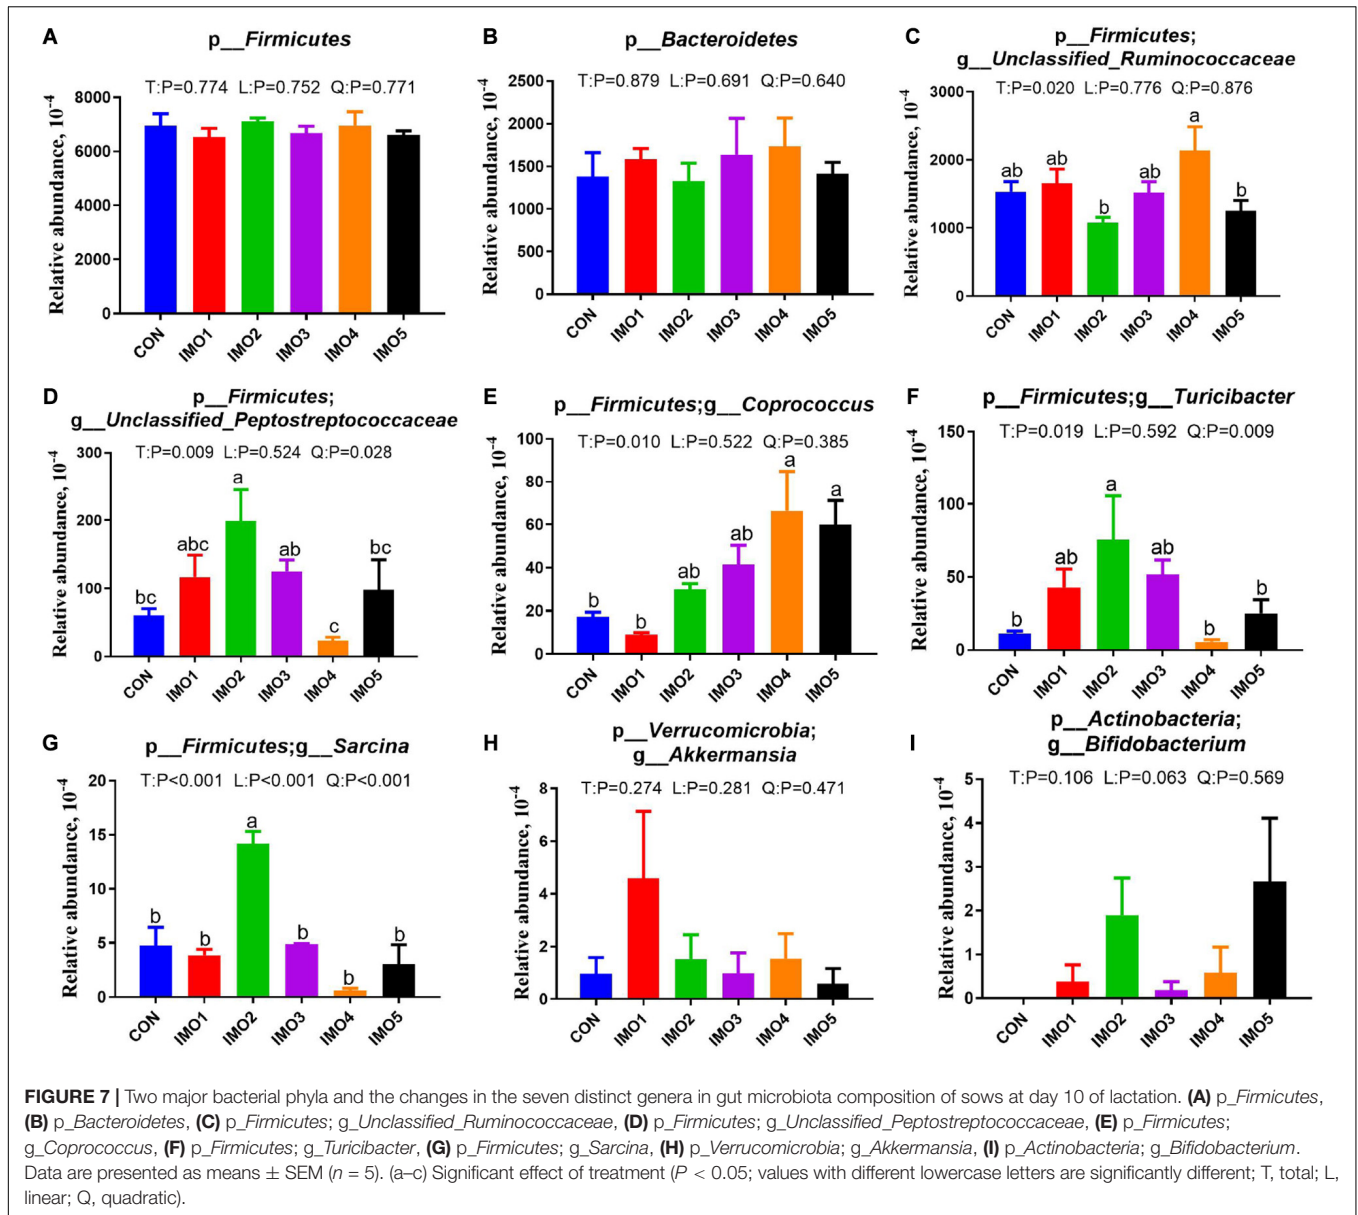 A
p__Firmicutes
T:P=0.774 L:P=0.752 Q:P=0.771
Relative abundance, 10-4
8000
6000
4000
2000
0
CON
IMO1
IMO2
IMO3
IMO4
IMO5
B
p__Bacteroidetes
T:P=0.879 L:P=0.691 Q:P=0.640
Relative abundance, 10-4
2500
2000
1500
1000
500
0
CON
IMO1
IMO2
IMO3
IMO4
IMO5
C
p__Firmicutes;
g__Unclassified_Ruminococcaceae
T:P=0.020 L:P=0.776 Q:P=0.876
Relative abundance, 10-4
3000
2000
1000
0
ab
ab
b
ab
a
b
CON
IMO1
IMO2
IMO3
IMO4
IMO5
D
p__Firmicutes;
g__Unclassified_Peptostreptococcaceae
T:P=0.009 L:P=0.524 Q:P=0.028
Relative abundance, 10-4
300
200
100
0
bc
abc
a
ab
c
bc
CON
IMO1
IMO2
IMO3
IMO4
IMO5
E
p__Firmicutes;g__Coprococcus
T:P=0.010 L:P=0.522 Q:P=0.385
Relative abundance, 10-4
100
80
60
40
20
0
b
b
ab
ab
a
a
CON
IMO1
IMO2
IMO3
IMO4
IMO5
F
p__Firmicutes;g__Turicibacter
T:P=0.019 L:P=0.592 Q:P=0.009
Relative abundance, 10-4
150
100
50
0
b
ab
a
ab
b
b
CON
IMO1
IMO2
IMO3
IMO4
IMO5
G
p__Firmicutes;g__Sarcina
T:P<0.001 L:P<0.001 Q:P<0.001
Relative abundance, 10-4
20
15
10
5
0
b
b
a
b
b
b
CON
IMO1
IMO2
IMO3
IMO4
IMO5
H
p__Verrucomicrobia;
g__Akkermansia
T:P=0.274 L:P=0.281 Q:P=0.471
Relative abundance, 10-4
8
6
4
2
0
CON
IMO1
IMO2
IMO3
IMO4
IMO5
I
p__Actinobacteria;
g__Bifidobacterium
T:P=0.106 L:P=0.063 Q:P=0.569
Relative abundance, 10-4
5
4
3
2
1
0
CON
IMO1
IMO2
IMO3
IMO4
IMO5
FIGURE 7 | Two major bacterial phyla and the changes in the seven distinct genera in gut microbiota composition of sows at day 10 of lactation. (A) p_Firmicutes,
(B) p_Bacteroidetes, (C) p_Firmicutes; g_Unclassified_Ruminococcaceae, (D) p_Firmicutes; g_Unclassified_Peptostreptococcaceae, (E) p_Firmicutes;
g_Coprococcus, (F) p_Firmicutes; g_Turicibacter, (G) p_Firmicutes; g_Sarcina, (H) p_Verrucomicrobia; g_Akkermansia, (I) p_Actinobacteria; g_Bifidobacterium.
Data are presented as means ± SEM (n = 5). (a–c) Significant effect of treatment (P < 0.05; values with different lowercase letters are significantly different; T, total; L,
linear; Q, quadratic).